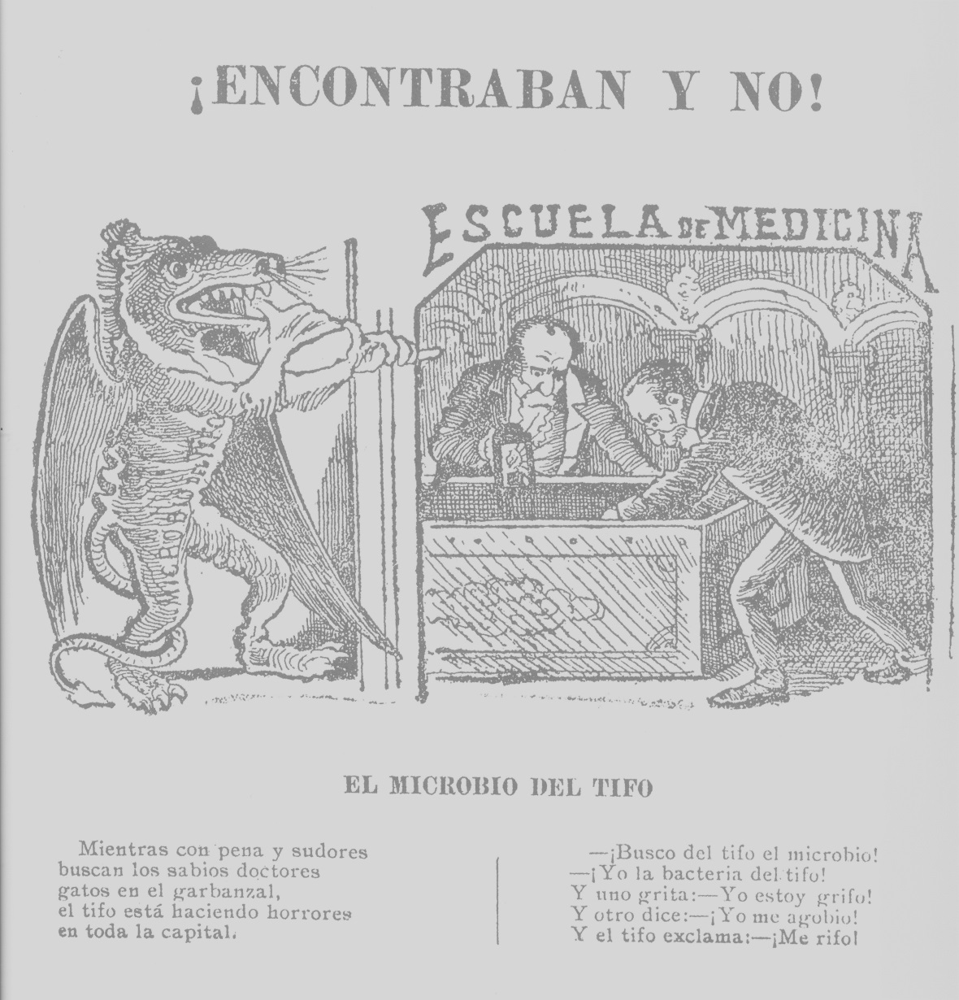 ¡ENCONTRABAN Y NO!
ESCUELA DE MEDICINA
MICROBIO DEL TIFO
EL MICROBIO DEL TIFO
Mientras con pena y sudores
buscan los sabios doctores
gatos en el garbanzal,
el tifo está haciendo horrores
en toda la capital.
—¡Busco del tifo el microbio!
—¡Yo la bacteria del tifo!
Y uno grita:—Yo estoy grifo!
Y otro dice:—¡Yo me agobio!
Y el tifo exclama:—¡Me rifo!